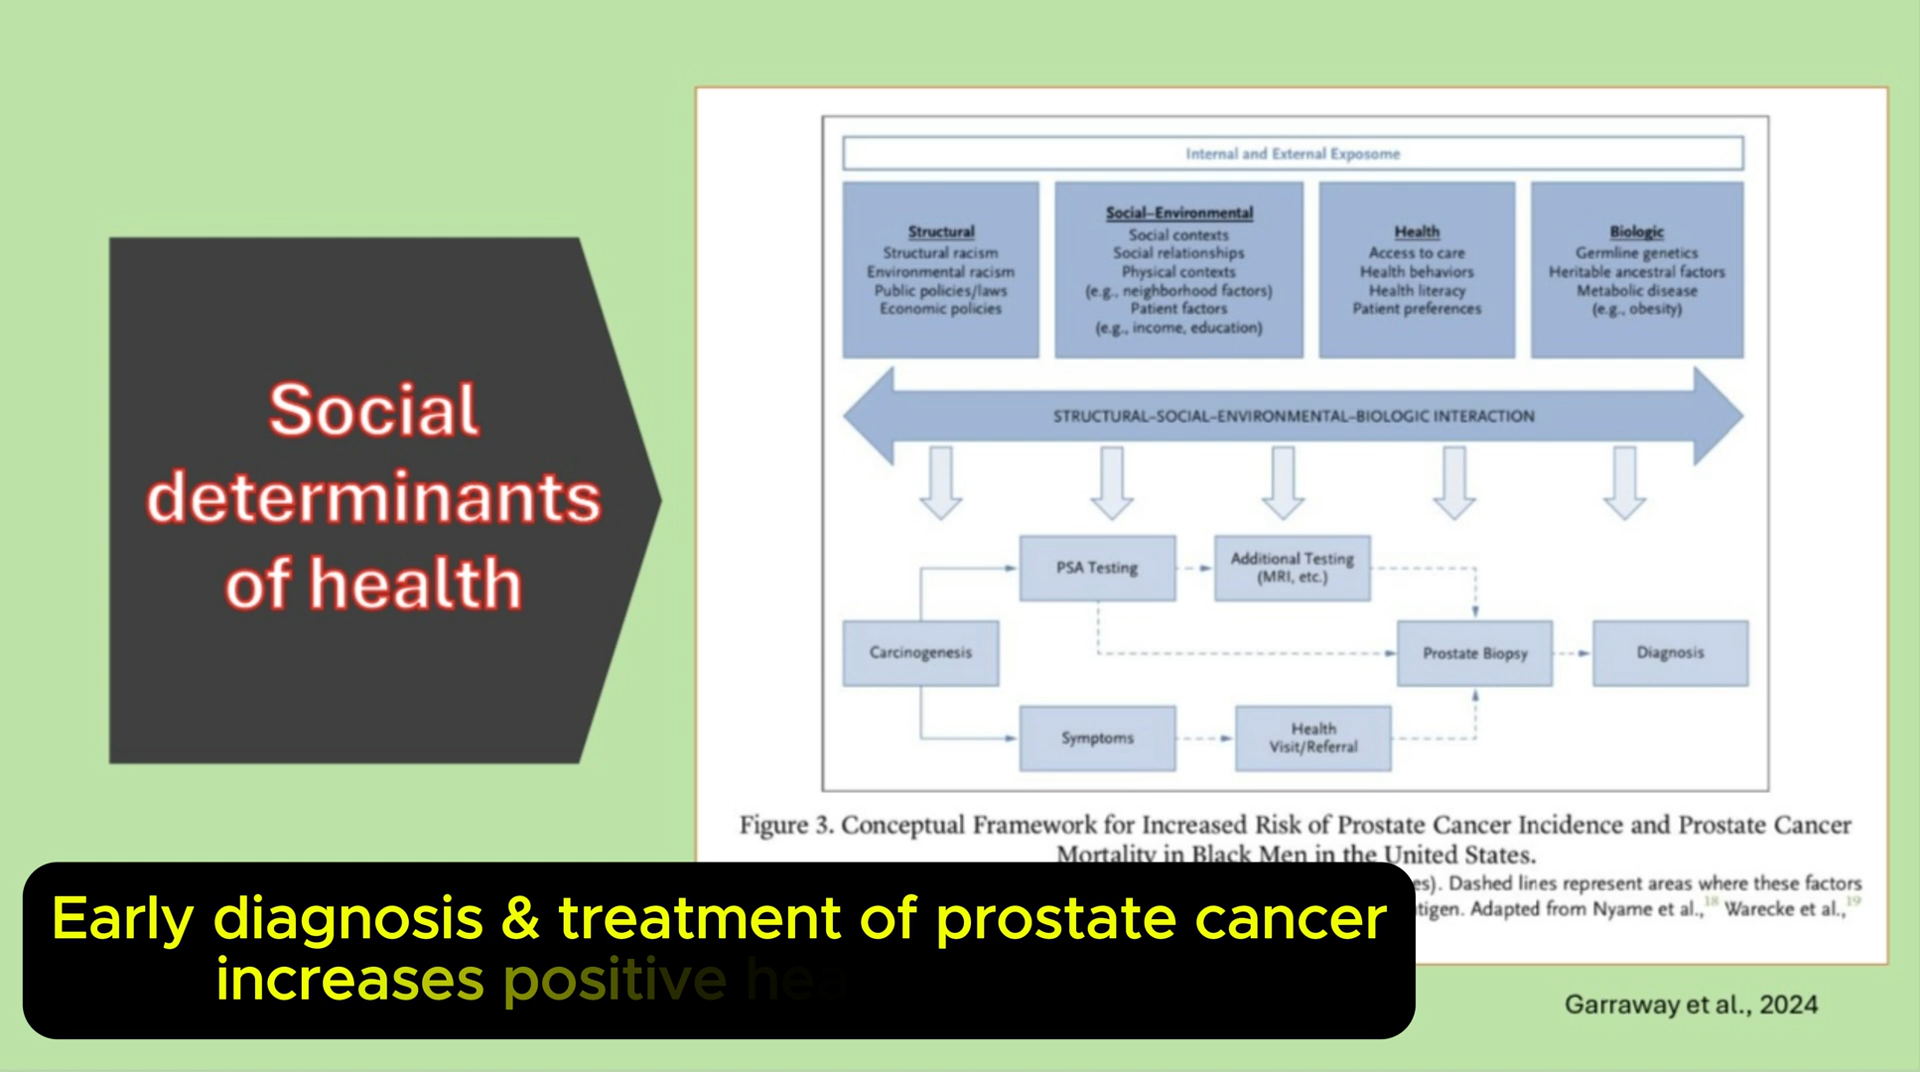 Social
determinants
of health
Internal and External Exposome
Structural
Structural racism
Environmental racism
Public policies/laws
Economic policies
Social–Environmental
Social contexts
Social relationships
Physical contexts
(e.g., neighborhood factors)
Patient factors
(e.g., income, education)
Health
Access to care
Health behaviors
Health literacy
Patient preferences
Biologic
Germline genetics
Heritable ancestral factors
Metabolic disease
(e.g., obesity)
STRUCTURAL–SOCIAL–ENVIRONMENTAL–BIOLOGIC INTERACTION
PSA Testing
Additional Testing
(MRI, etc.)
Carcinogenesis
Prostate Biopsy
Diagnosis
Symptoms
Health
Visit/Referral
Figure 3. Conceptual Framework for Increased Risk of Prostate Cancer Incidence and Prostate Cancer
Mortality in Black Men in the United States.
es). Dashed lines represent areas where these factors
tigen. Adapted from Nyame et al.,18 Warecke et al.,19
Early diagnosis & treatment of prostate cancer
increases positive hea
Garraway et al., 2024